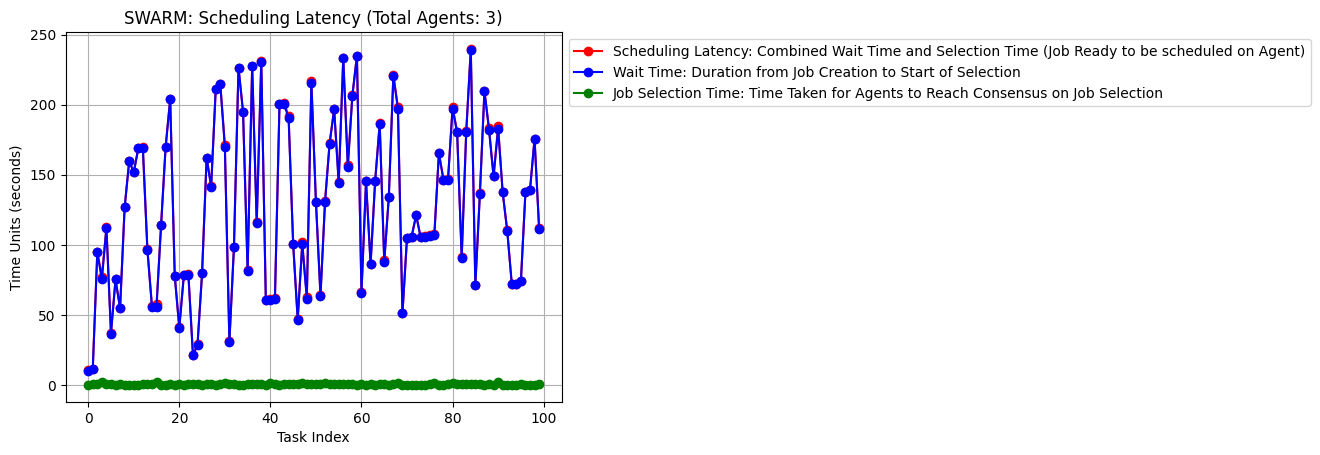 SWARM: Scheduling Latency (Total Agents: 3)
Scheduling Latency: Combined Wait Time and Selection Time (Job Ready to be scheduled on Agent)
Wait Time: Duration from Job Creation to Start of Selection
Job Selection Time: Time Taken for Agents to Reach Consensus on Job Selection
Time Units (seconds)
250
200
150
100
50
0
0 20 40 60 80 100
Task Index